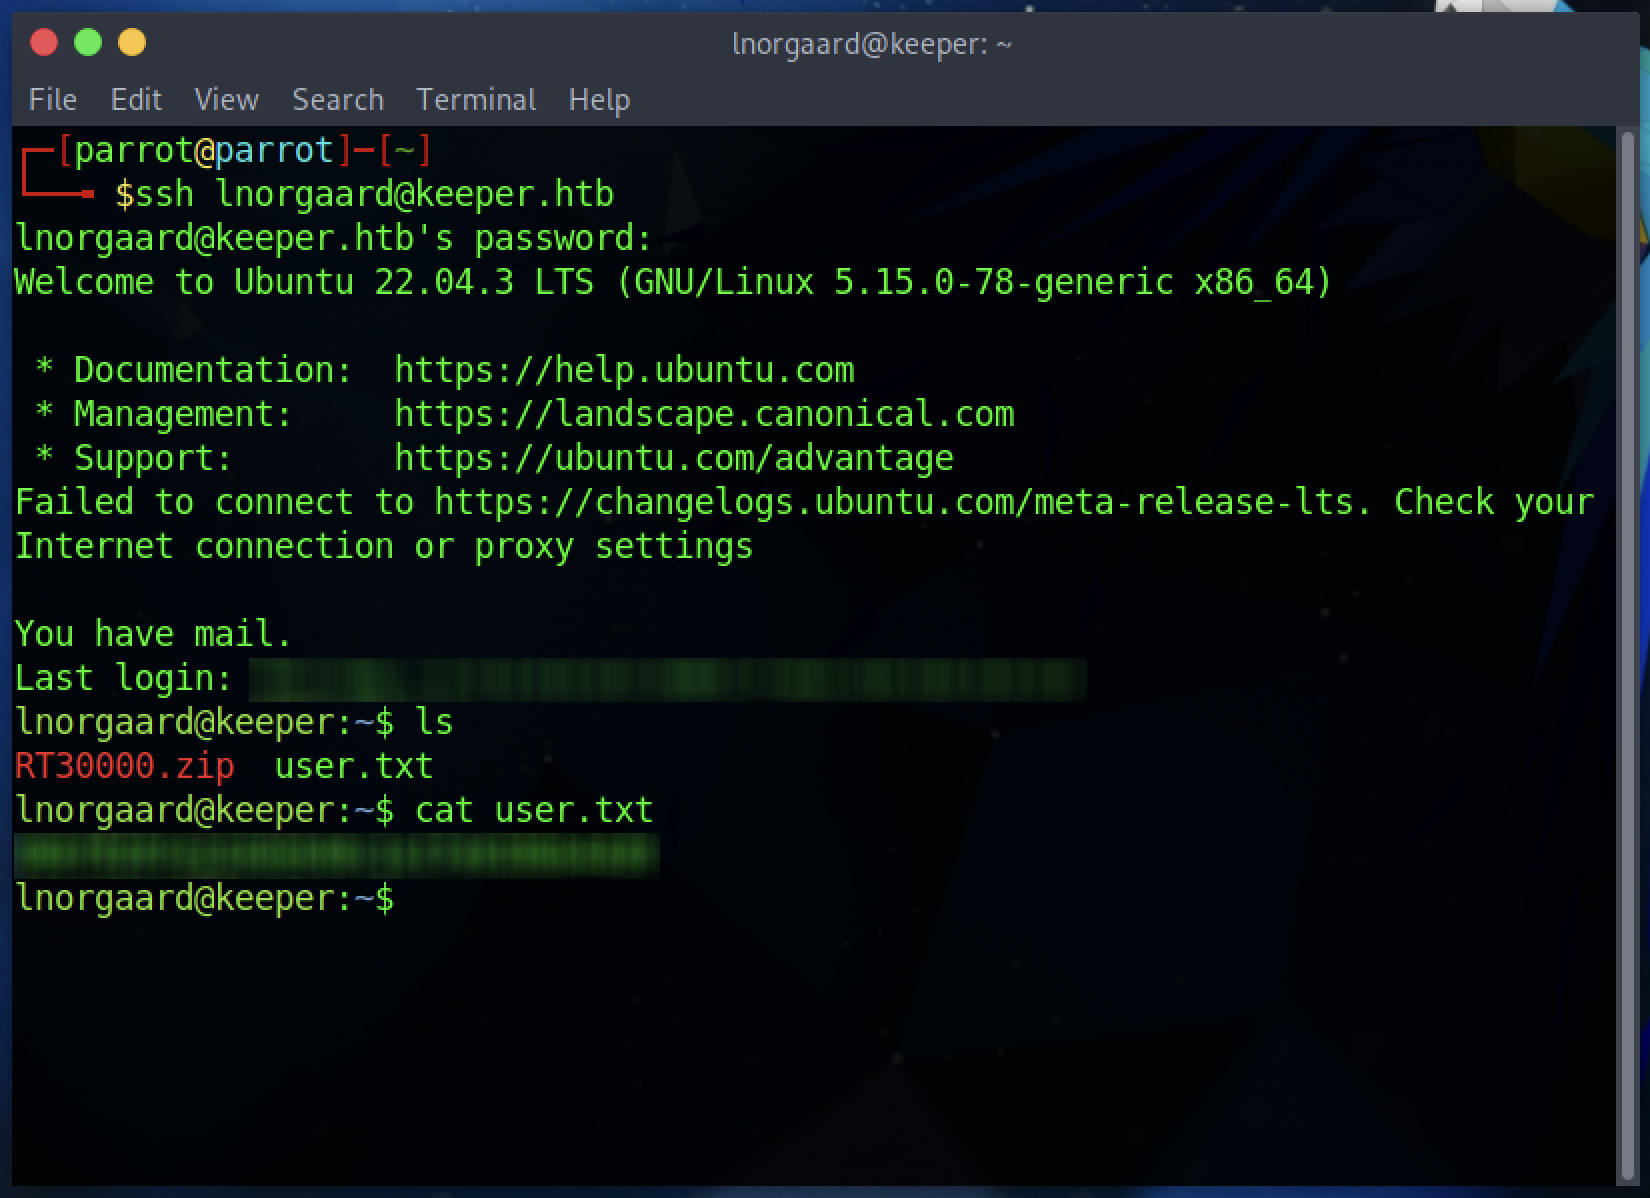 lnorgaard@keeper: ~
File Edit View Search Terminal Help
[parrot@parrot]─[~]
$ssh lnorgaard@keeper.htb
lnorgaard@keeper.htb's password:
Welcome to Ubuntu 22.04.3 LTS (GNU/Linux 5.15.0-78-generic x86_64)
* Documentation:  https://help.ubuntu.com
* Management:     https://landscape.canonical.com
* Support:        https://ubuntu.com/advantage
Failed to connect to https://changelogs.ubuntu.com/meta-release-lts. Check your
Internet connection or proxy settings
You have mail.
Last login:
lnorgaard@keeper:~$ ls
RT30000.zip  user.txt
lnorgaard@keeper:~$ cat user.txt
lnorgaard@keeper:~$